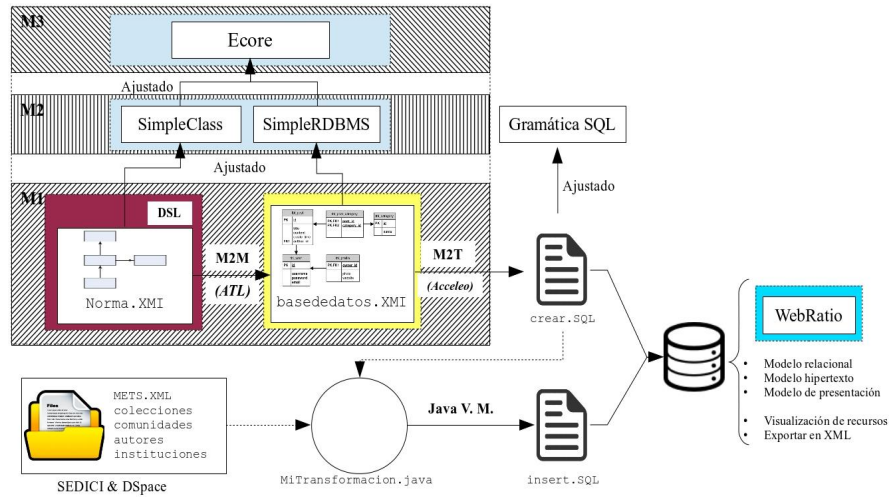 M3
Ecore
Ajustado
M2
SimpleClass
SimpleRDBMS
Gramática SQL
Ajustado
Ajustado
M1
DSL
M2M
(ATL)
M2T
(Acceleo)
Norma.XMI
basededatos.XMI
crear.SQL
WebRatio
• Modelo relacional
• Modelo hipertexto
• Modelo de presentación
• Visualización de recursos
• Exportar en XML
Files
METS.XML
colecciones
comunidades
autores
instituciones
SEDICI & DSpace
Java V. M.
MiTransformacion.java
insert.SQL